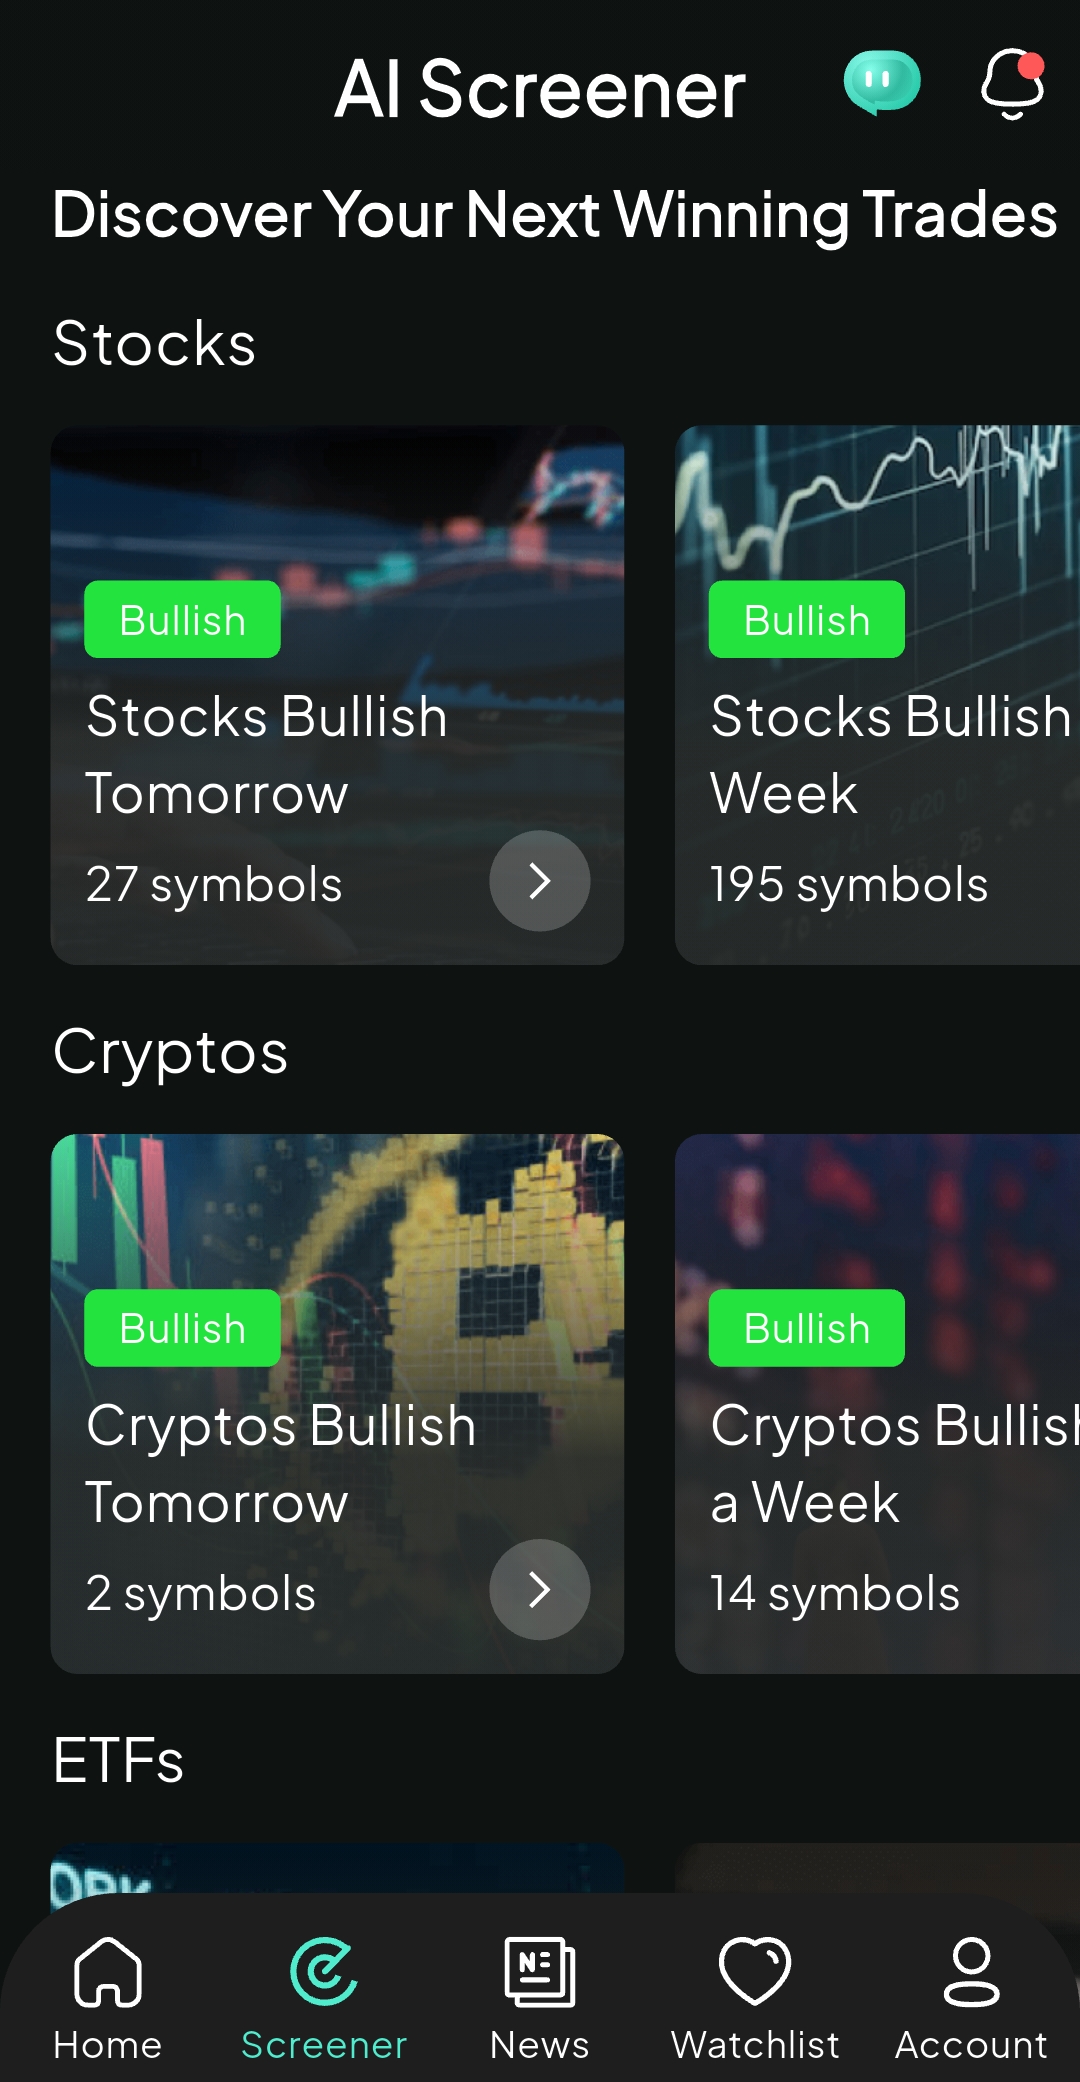 AI Screener
Discover Your Next Winning Trades
Stocks
Bullish
Stocks Bullish
Tomorrow
27 symbols
Bullish
Stocks Bullish
Week
195 symbols
Cryptos
Bullish
Cryptos Bullish
Tomorrow
2 symbols
Bullish
Cryptos Bullish
a Week
14 symbols
ETFs
Home
Screener
News
Watchlist
Account